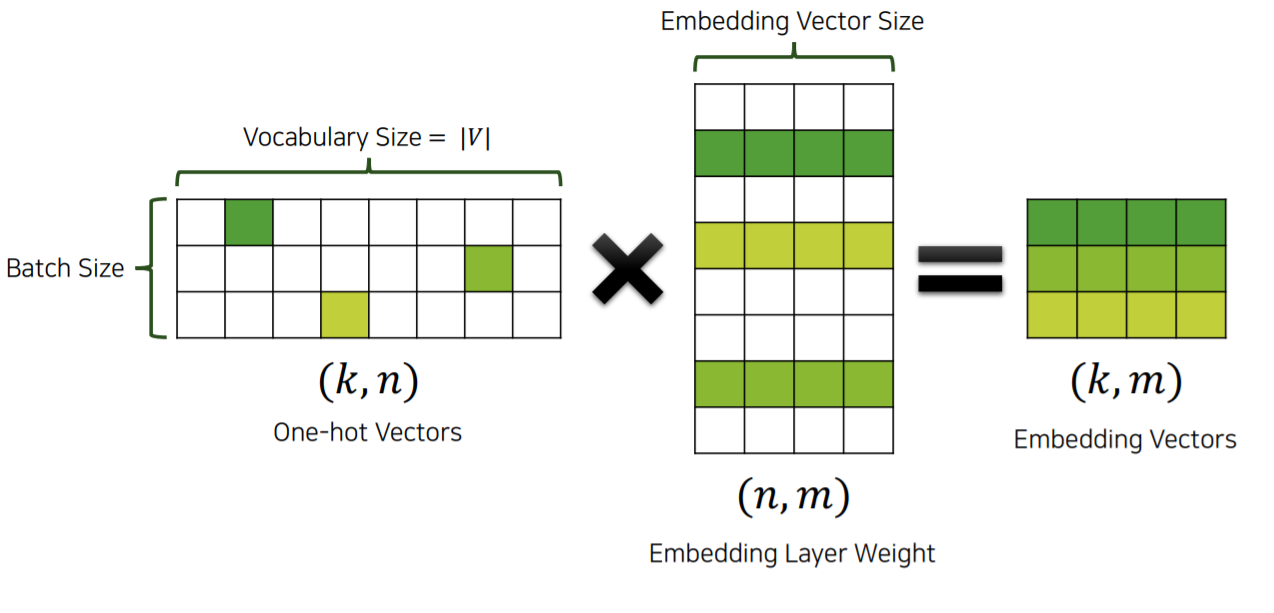 Embedding Vector Size
Vocabulary Size = |V|
Batch Size
(k, n)
One-hot Vectors
(k, m)
Embedding Vectors
(n, m)
Embedding Layer Weight